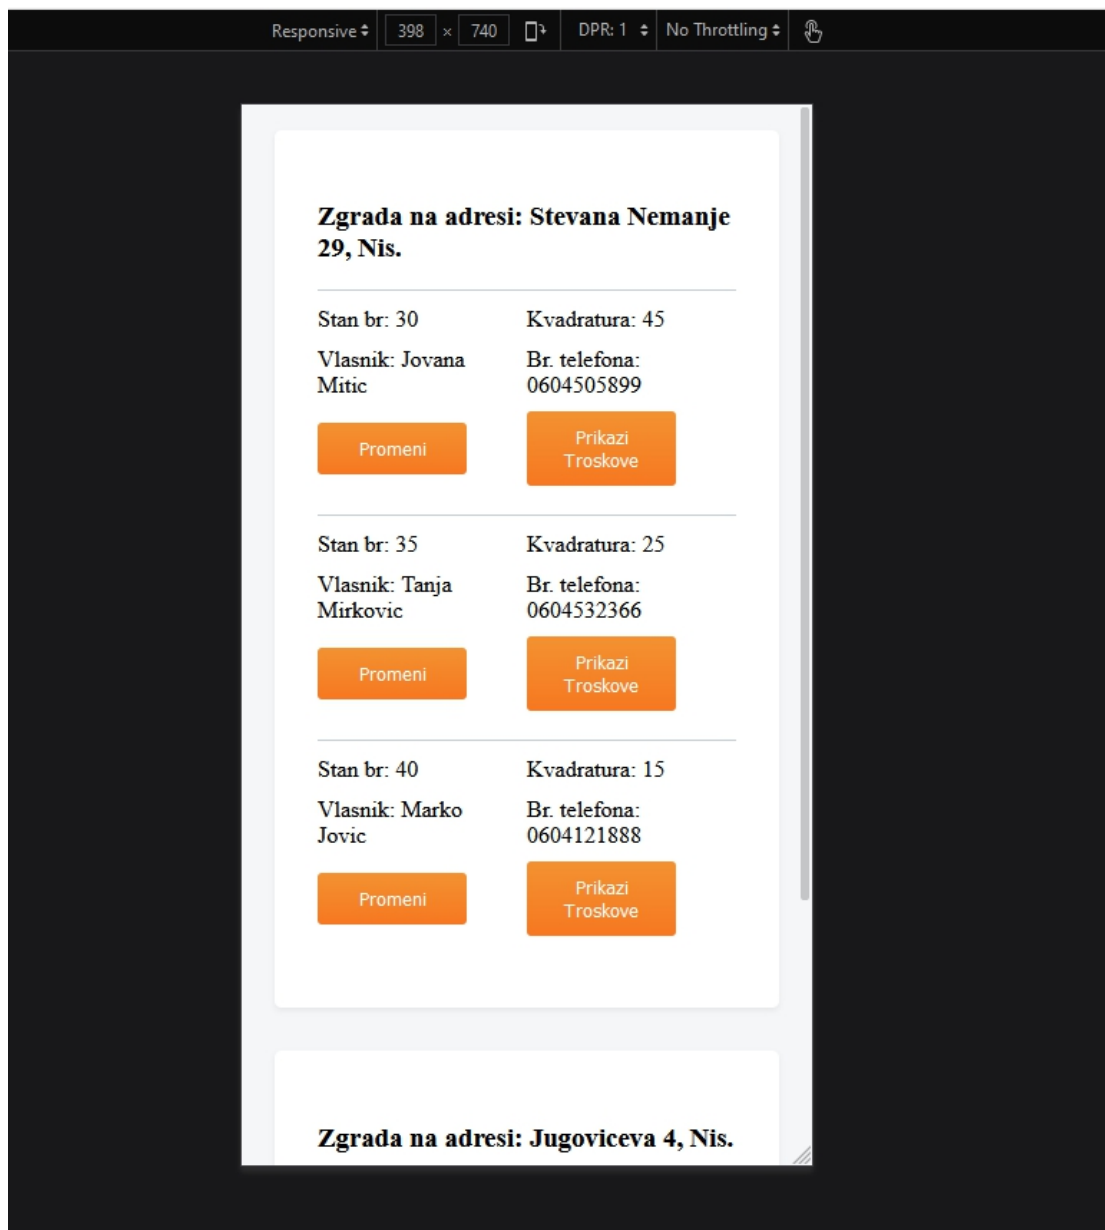 Responsive 398 × 740 DPR: 1 No Throttling
Zgrada na adresi: Stevana Nemanje
29, Nis.
Stan br: 30 Kvadratura: 45
Vlasnik: Jovana Br. telefona:
Mitic 0604505899
Promeni Prikazi
Troskove
Stan br: 35 Kvadratura: 25
Vlasnik: Tanja Br. telefona:
Mirkovic 0604532366
Promeni Prikazi
Troskove
Stan br: 40 Kvadratura: 15
Vlasnik: Marko Br. telefona:
Jovic 0604121888
Promeni Prikazi
Troskove
Zgrada na adresi: Jugoviceva 4, Nis.